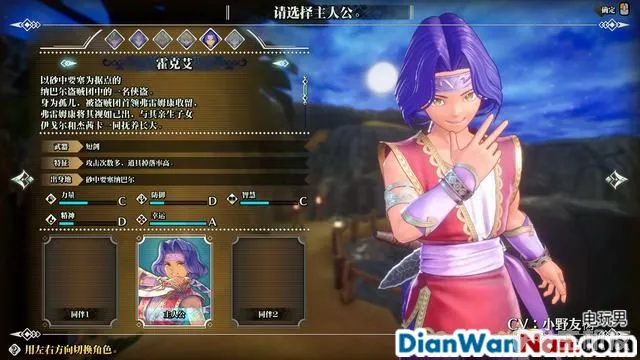 请选择主人公。
确定
霍克艾
以砂中要塞为据点的
纳巴尔盗贼团中的一名侠盗。
身为孤儿，被盗贼团首领弗雷姆康收留，
弗雷姆康将其视如己出，与其亲生子女
伊戈尔和杰茜卡一同抚养长大。
武器 短剑
特征 攻击次数多，道具掉落率高。
出身地 砂中要塞纳巴尔
力量 C 防御 D 智慧 C
精神 D 幸运 A
同伴1 主人公 同伴2
CV：小野友
电玩男
DianWanNan.com
? 用左右方向切换角色。